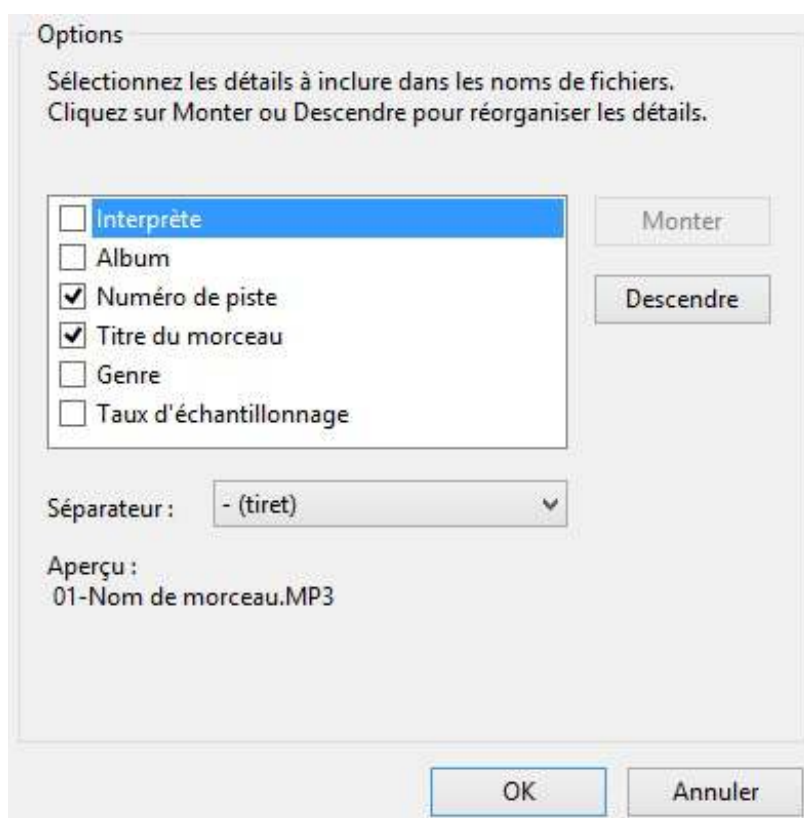 Options
Sélectionnez les détails à inclure dans les noms de fichiers.
Cliquez sur Monter ou Descendre pour réorganiser les détails.
Interprète
Monter
Album
Numéro de piste
Descendre
Titre du morceau
Genre
Taux d'échantillonnage
Séparateur : - (tiret)
Aperçu :
01-Nom de morceau.MP3
OK
Annuler